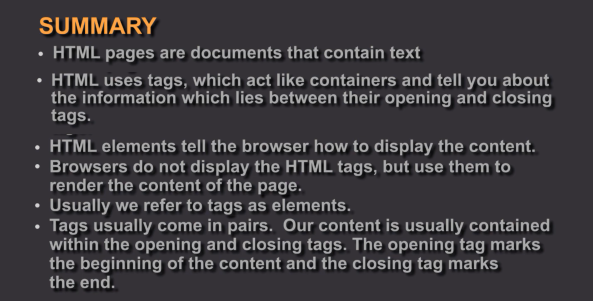 SUMMARY
• HTML pages are documents that contain text
• HTML uses tags, which act like containers and tell you about
the information which lies between their opening and closing
tags.
• HTML elements tell the browser how to display the content.
• Browsers do not display the HTML tags, but use them to
render the content of the page.
• Usually we refer to tags as elements.
• Tags usually come in pairs.  Our content is usually contained
within the opening and closing tags. The opening tag marks
the beginning of the content and the closing tag marks
the end.